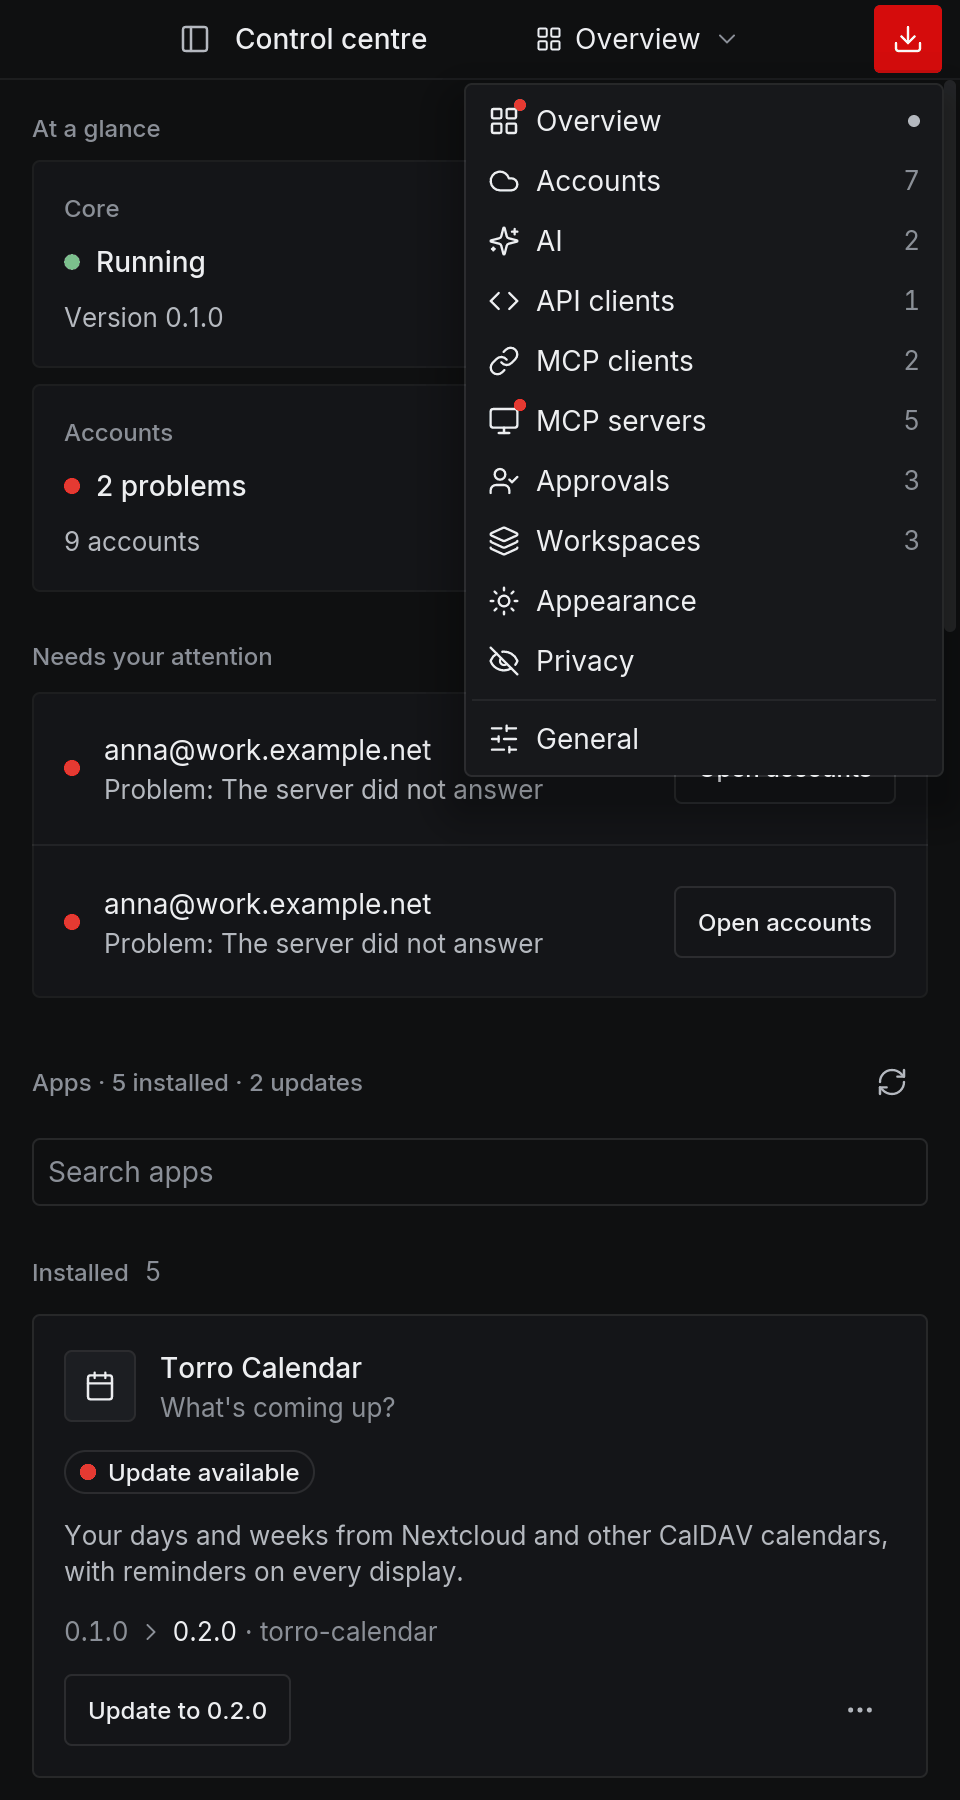 Control centre
Overview
At a glance
Core
Running
Version 0.1.0
Accounts
2 problems
9 accounts
Overview
Accounts 7
AI 2
API clients 1
MCP clients 2
MCP servers 5
Approvals 3
Workspaces 3
Appearance
Privacy
General
Needs your attention
anna@work.example.net
Problem: The server did not answer
Open accounts
anna@work.example.net
Problem: The server did not answer
Open accounts
Apps · 5 installed · 2 updates
Search apps
Installed 5
Torro Calendar
What's coming up?
Update available
Your days and weeks from Nextcloud and other CalDAV calendars,
with reminders on every display.
0.1.0 > 0.2.0 · torro-calendar
Update to 0.2.0